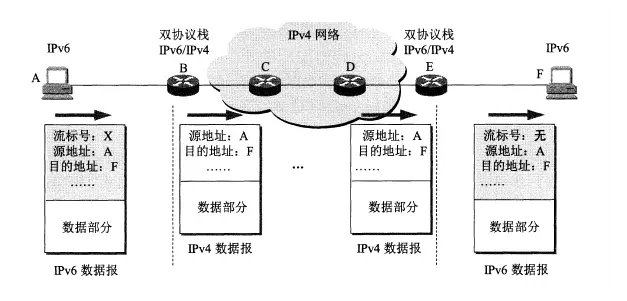 IPv6
双协议栈
IPv6/IPv4
IPv4 网络
双协议栈
IPv6/IPv4
IPv6
A
B
C
D
E
F
流标号：X
源地址：A
目的地址：F
……
数据部分
IPv6 数据报
源地址：A
目的地址：F
……
数据部分
IPv4 数据报
…
源地址：A
目的地址：F
……
数据部分
IPv4 数据报
流标号：无
源地址：A
目的地址：F
……
数据部分
IPv6 数据报